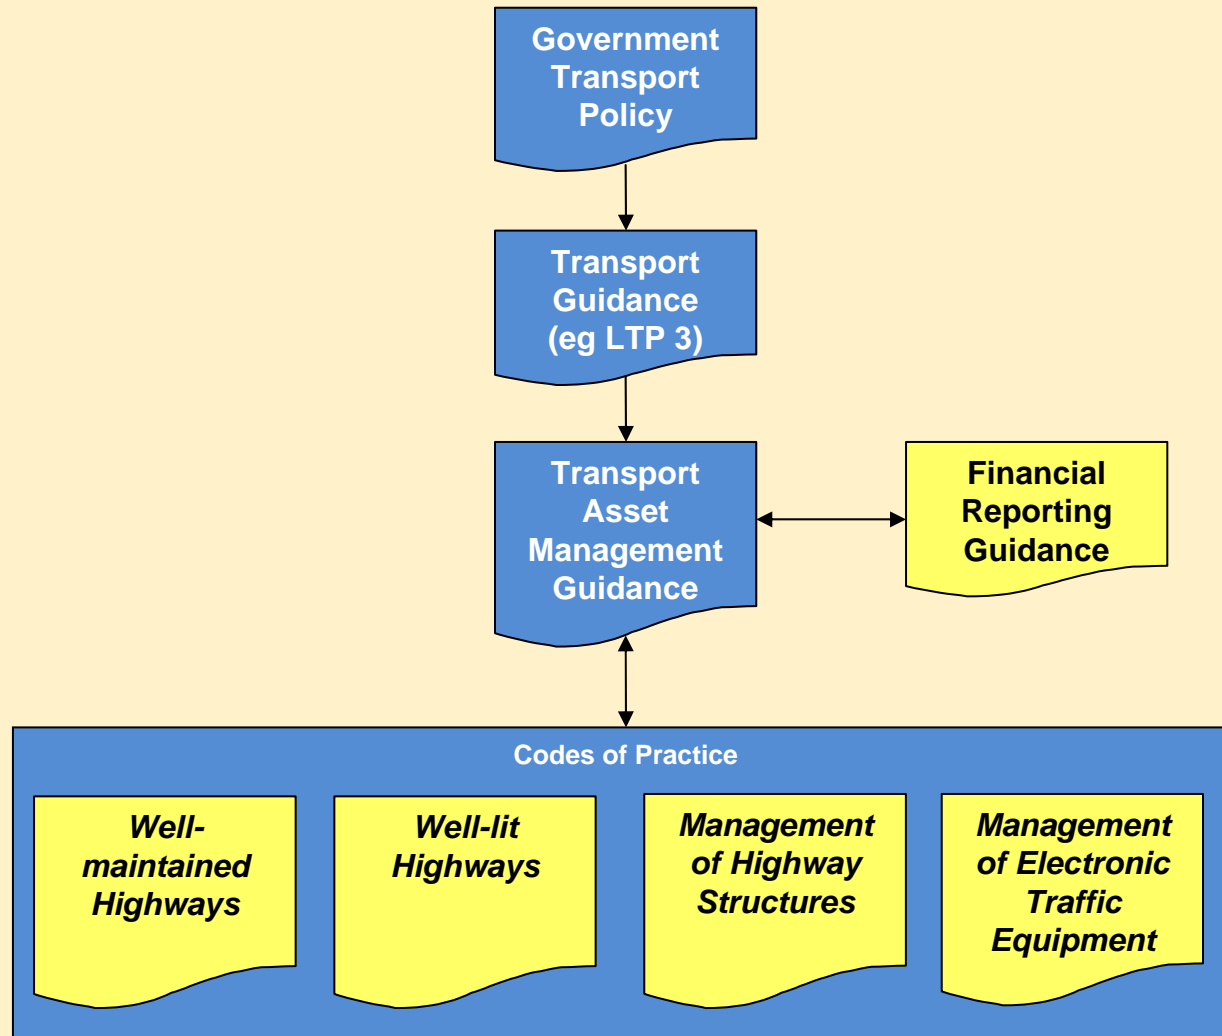 Government
Transport
Policy
Transport
Guidance
(eg LTP 3)
Transport
Asset
Management
Guidance
Financial
Reporting
Guidance
Codes of Practice
Well-
maintained
Highways
Well-lit
Highways
Management
of Highway
Structures
Management
of Electronic
Traffic
Equipment